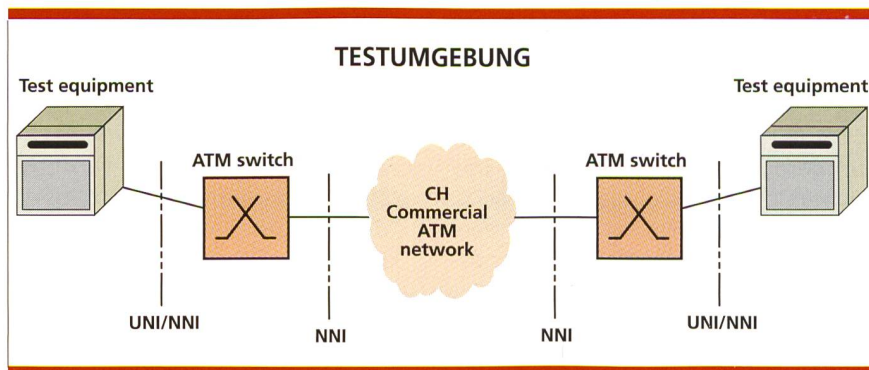 TESTUMGEBUNG
Test equipment
Test equipment
ATM switch
ATM switch
CH
Commercial
ATM
network
UNI/NNI
NNI
NNI
UNI/NNI